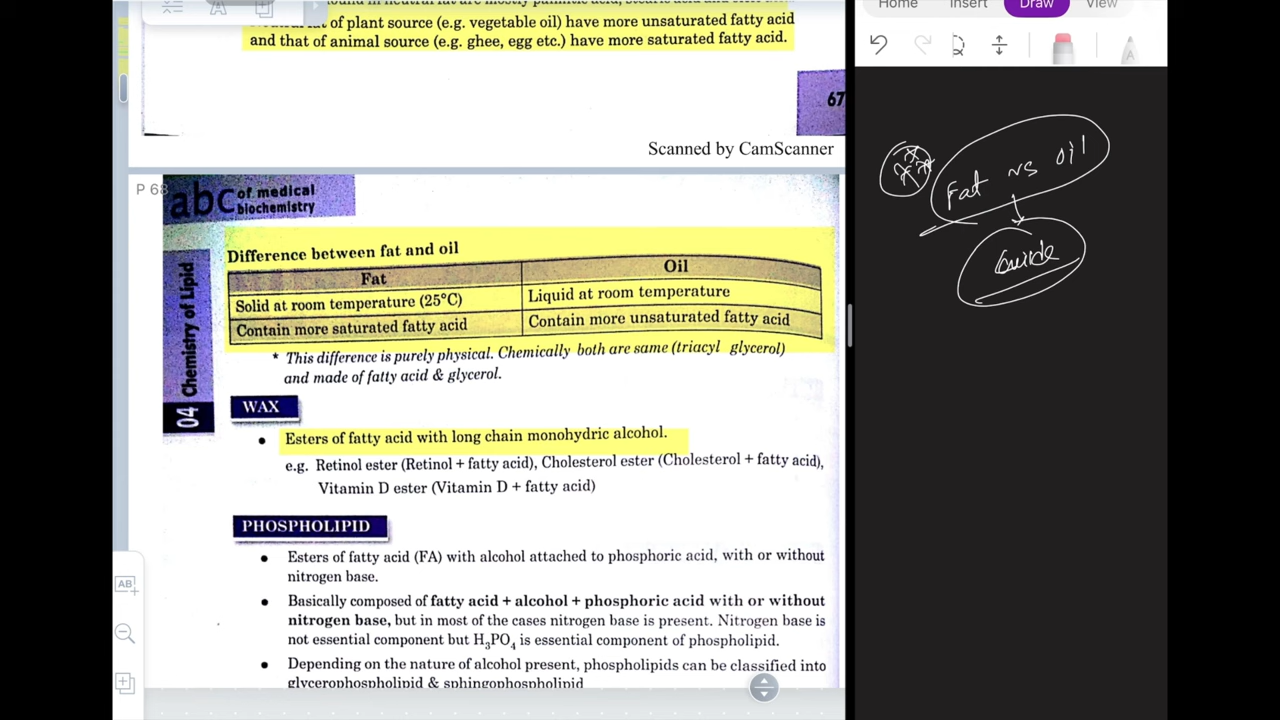 of plant source (e.g. vegetable oil) have more unsaturated fatty acid
and that of animal source (e.g. ghee, egg etc.) have more saturated fatty acid.
67
Scanned by CamScanner
P 68
abc of medical
biochemistry
04 Chemistry of Lipid
Difference between fat and oil
Fat Oil
Solid at room temperature (25°C) Liquid at room temperature
Contain more saturated fatty acid Contain more unsaturated fatty acid
* This difference is purely physical. Chemically both are same (triacyl glycerol)
and made of fatty acid & glycerol.
WAX
• Esters of fatty acid with long chain monohydric alcohol.
e.g. Retinol ester (Retinol + fatty acid), Cholesterol ester (Cholesterol + fatty acid),
Vitamin D ester (Vitamin D + fatty acid)
PHOSPHOLIPID
• Esters of fatty acid (FA) with alcohol attached to phosphoric acid, with or without
nitrogen base.
• Basically composed of fatty acid + alcohol + phosphoric acid with or without
nitrogen base, but in most of the cases nitrogen base is present. Nitrogen base is
not essential component but H₃PO₄ is essential component of phospholipid.
• Depending on the nature of alcohol present, phospholipids can be classified into
glycerophospholipid & sphingophospholipid
Home Insert Draw View
Fat vs oil